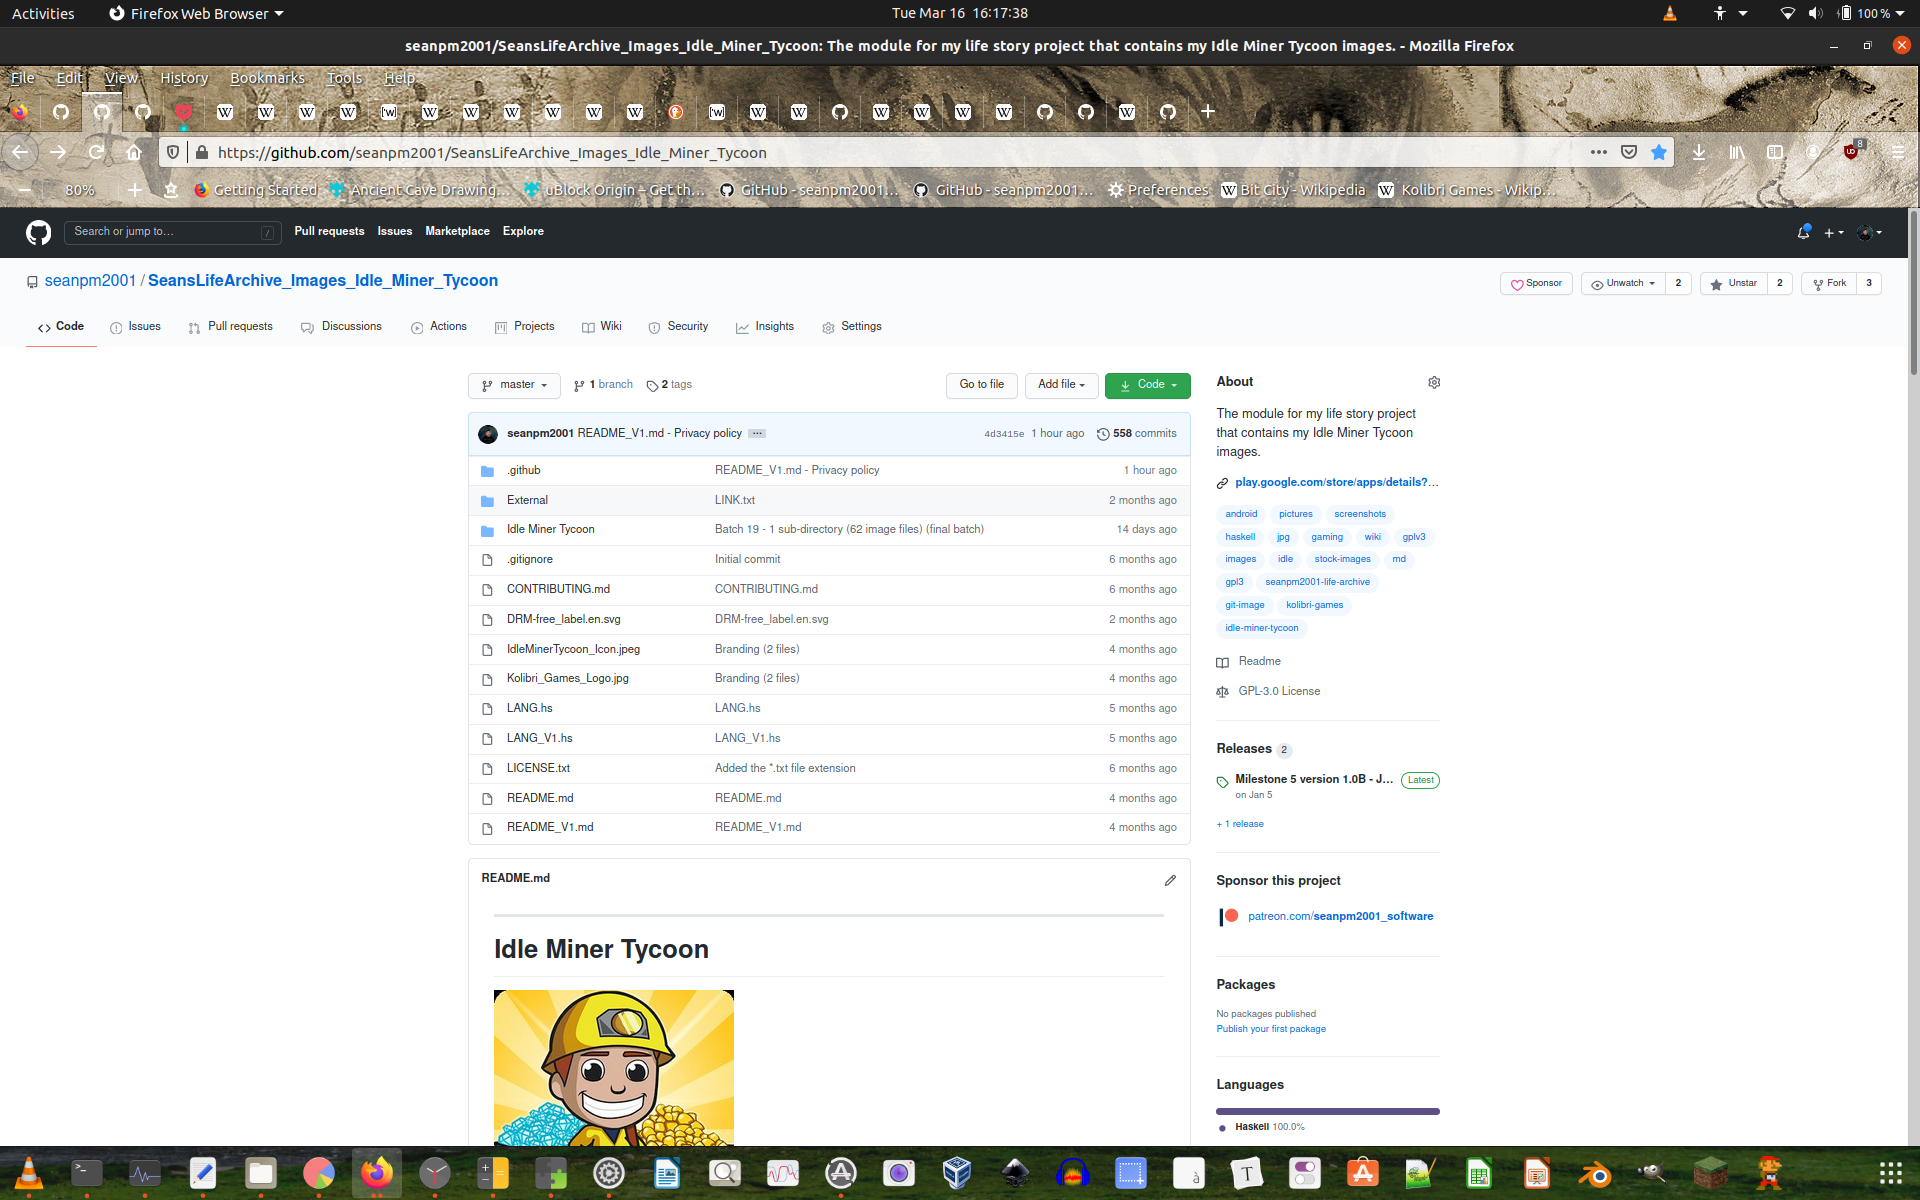 Activities
Firefox Web Browser
Tue Mar 16 16:17:38
100 %
seanpm2001/SeansLifeArchive_Images_Idle_Miner_Tycoon: The module for my life story project that contains my Idle Miner Tycoon images. - Mozilla Firefox
File Edit View History Bookmarks Tools Help
https://github.com/seanpm2001/SeansLifeArchive_Images_Idle_Miner_Tycoon
8
80%
Getting Started
Ancient Cave Drawing…
uBlock Origin – Get th…
GitHub - seanpm2001…
GitHub - seanpm2001…
Preferences
Bit City - Wikipedia
Kolibri Games - Wikip…
Search or jump to…
/
Pull requests
Issues
Marketplace
Explore
seanpm2001 / SeansLifeArchive_Images_Idle_Miner_Tycoon
Sponsor
Unwatch 2
Unstar 2
Fork 3
Code
Issues
Pull requests
Discussions
Actions
Projects
Wiki
Security
Insights
Settings
master
1 branch
2 tags
Go to file
Add file
Code
seanpm2001 README_V1.md - Privacy policy
4d3415e 1 hour ago
558 commits
.github README_V1.md - Privacy policy 1 hour ago
External LINK.txt 2 months ago
Idle Miner Tycoon Batch 19 - 1 sub-directory (62 image files) (final batch) 14 days ago
.gitignore Initial commit 6 months ago
CONTRIBUTING.md CONTRIBUTING.md 6 months ago
DRM-free_label.en.svg DRM-free_label.en.svg 2 months ago
IdleMinerTycoon_Icon.jpeg Branding (2 files) 4 months ago
Kolibri_Games_Logo.jpg Branding (2 files) 4 months ago
LANG.hs LANG.hs 5 months ago
LANG_V1.hs LANG_V1.hs 5 months ago
LICENSE.txt Added the *.txt file extension 6 months ago
README.md README.md 4 months ago
README_V1.md README_V1.md 4 months ago
README.md
Idle Miner Tycoon
About
The module for my life story project
that contains my Idle Miner Tycoon
images.
play.google.com/store/apps/details?…
android pictures screenshots
haskell jpg gaming wiki gplv3
images idle stock-images md
gpl3 seanpm2001-life-archive
git-image kolibri-games
idle-miner-tycoon
Readme
GPL-3.0 License
Releases 2
Milestone 5 version 1.0B - J… Latest
on Jan 5
+ 1 release
Sponsor this project
patreon.com/seanpm2001_software
Packages
No packages published
Publish your first package
Languages
Haskell 100.0%